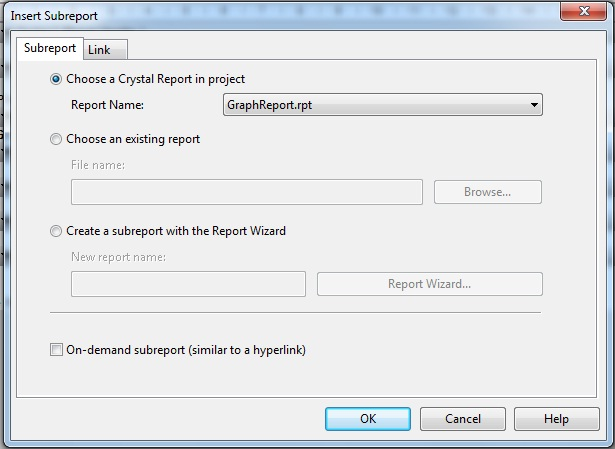 Insert Subreport
Subreport Link
Choose a Crystal Report in project
Report Name: GraphReport.rpt
Choose an existing report
File name:
Browse...
Create a subreport with the Report Wizard
New report name:
Report Wizard...
On-demand subreport (similar to a hyperlink)
OK Cancel Help